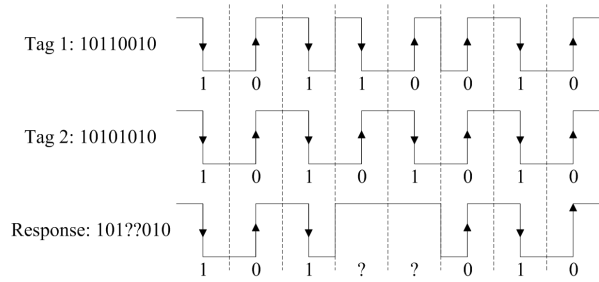 Tag 1: 10110010
1 0 1 1 0 0 1 0
Tag 2: 10101010
1 0 1 0 1 0 1 0
Response: 101??010
1 0 1 ? ? 0 1 0